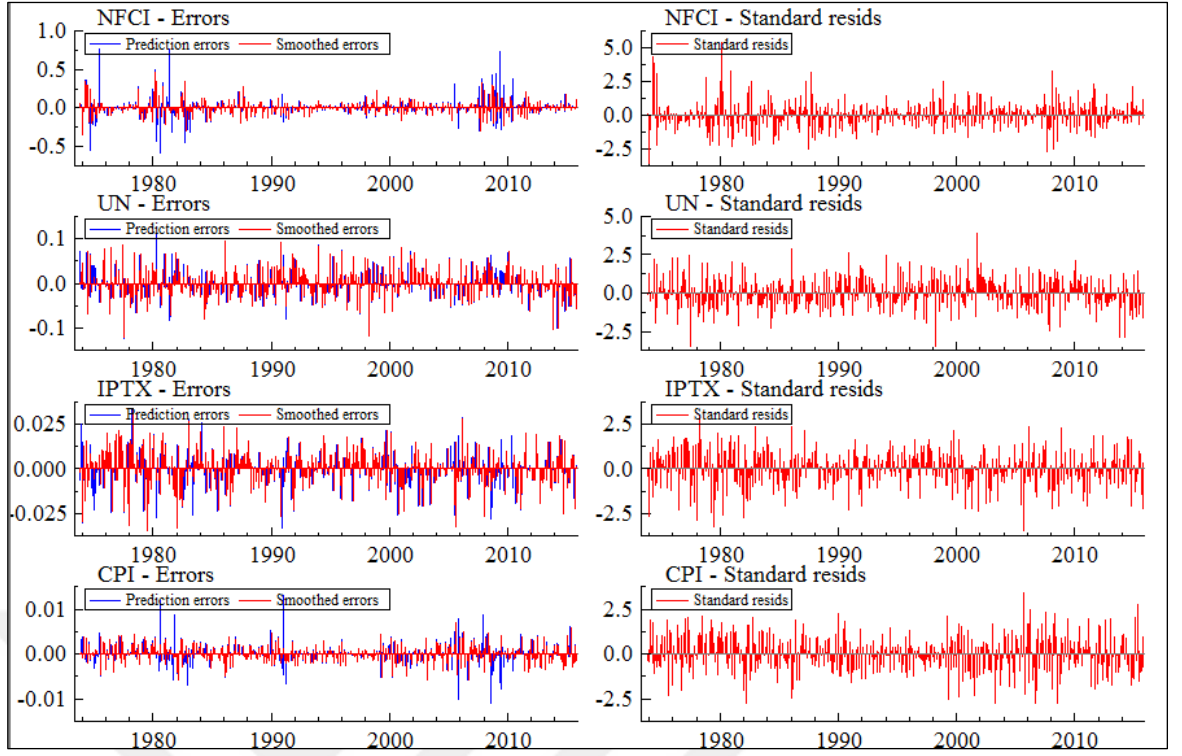 NFCI - Errors
Prediction errors Smoothed errors
1.0
0.5
0.0
-0.5
1980 1990 2000 2010
NFCI - Standard resids
Standard resids
5.0
2.5
0.0
-2.5
1980 1990 2000 2010
UN - Errors
Prediction errors Smoothed errors
0.1
0.0
-0.1
1980 1990 2000 2010
UN - Standard resids
Standard resids
5.0
2.5
0.0
-2.5
1980 1990 2000 2010
IPTX - Errors
Prediction errors Smoothed errors
0.025
0.000
-0.025
1980 1990 2000 2010
IPTX - Standard resids
Standard resids
2.5
0.0
-2.5
1980 1990 2000 2010
CPI - Errors
Prediction errors Smoothed errors
0.01
0.00
-0.01
1980 1990 2000 2010
CPI - Standard resids
Standard resids
2.5
0.0
-2.5
1980 1990 2000 2010